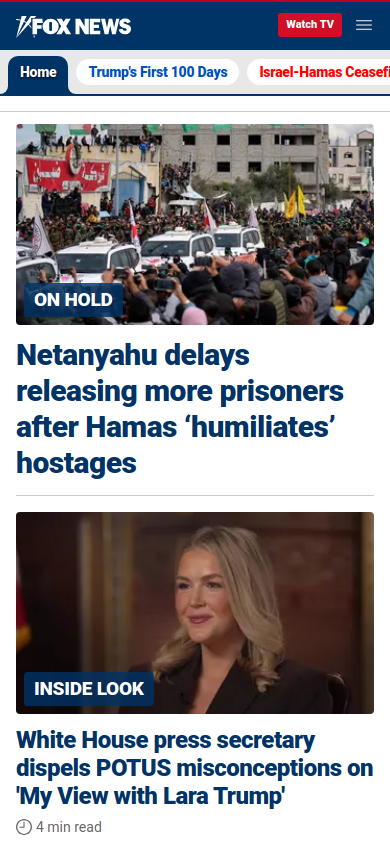 FOX NEWS
Watch TV
Home
Trump's First 100 Days
Israel-Hamas Ceasefi
ON HOLD
Netanyahu delays
releasing more prisoners
after Hamas ‘humiliates’
hostages
INSIDE LOOK
White House press secretary
dispels POTUS misconceptions on
'My View with Lara Trump'
4 min read